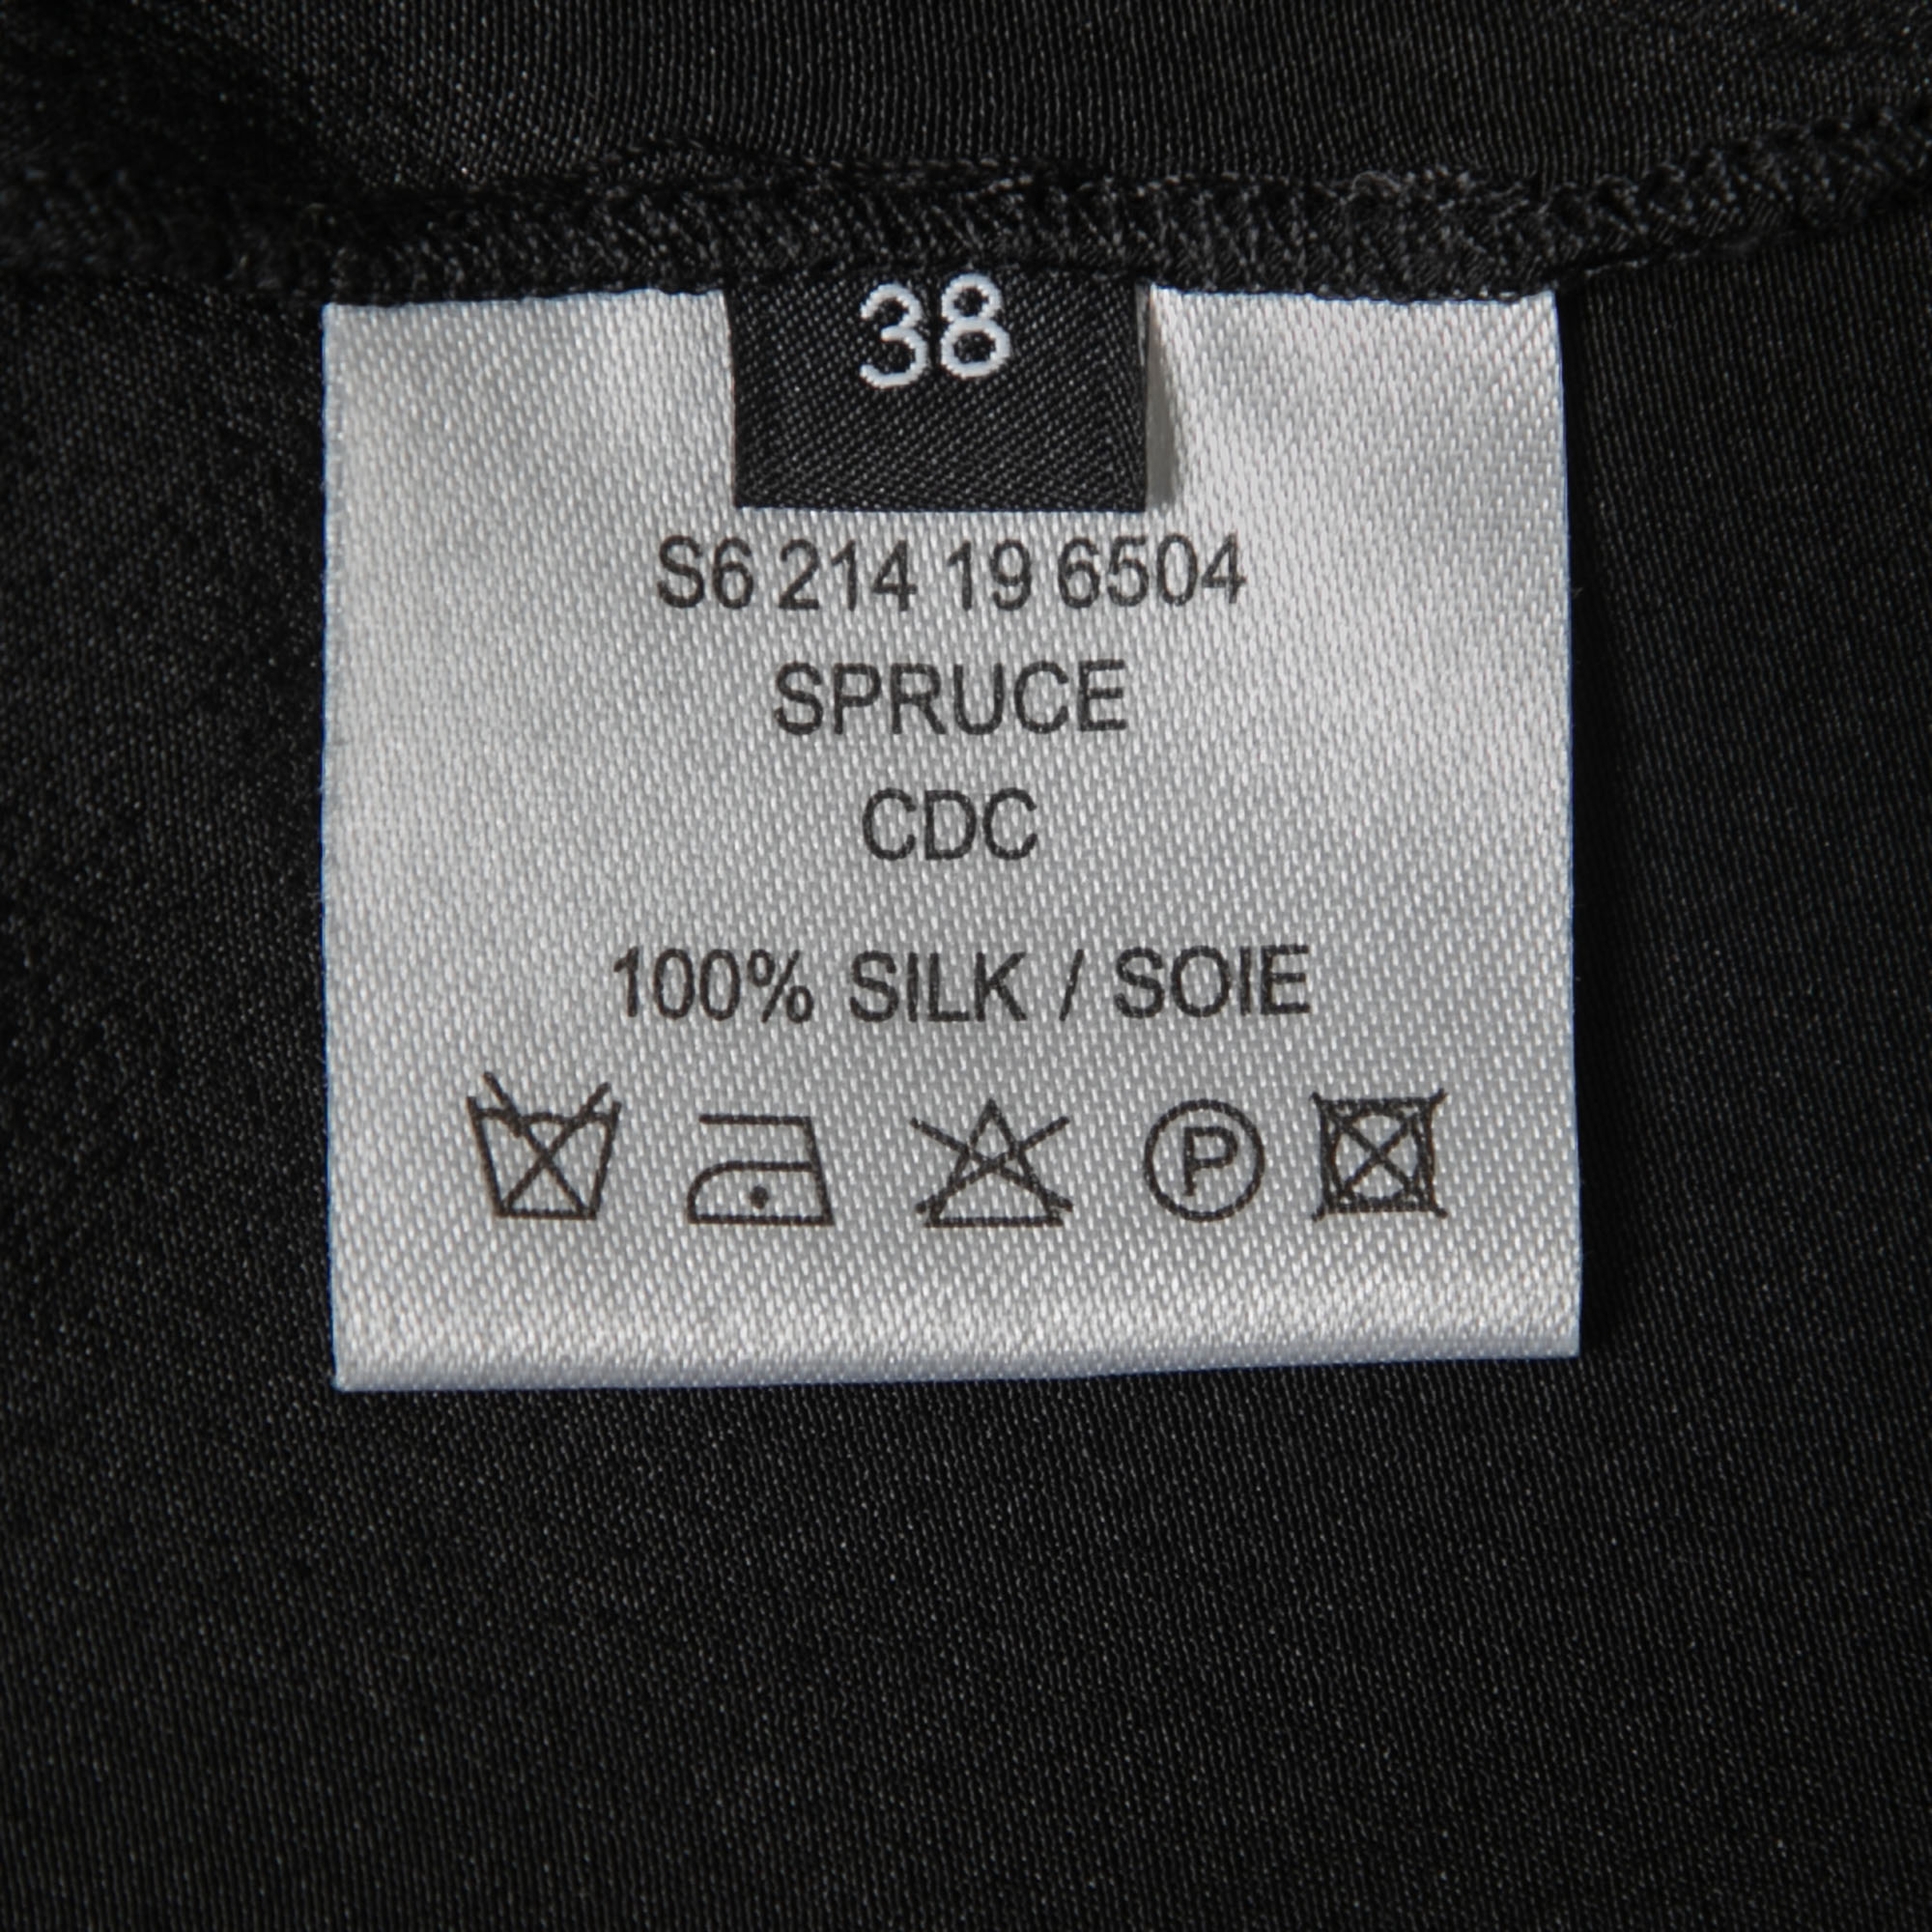 38
S6 214 19 6504
SPRUCE
CDC
100% SILK / SOIE
P